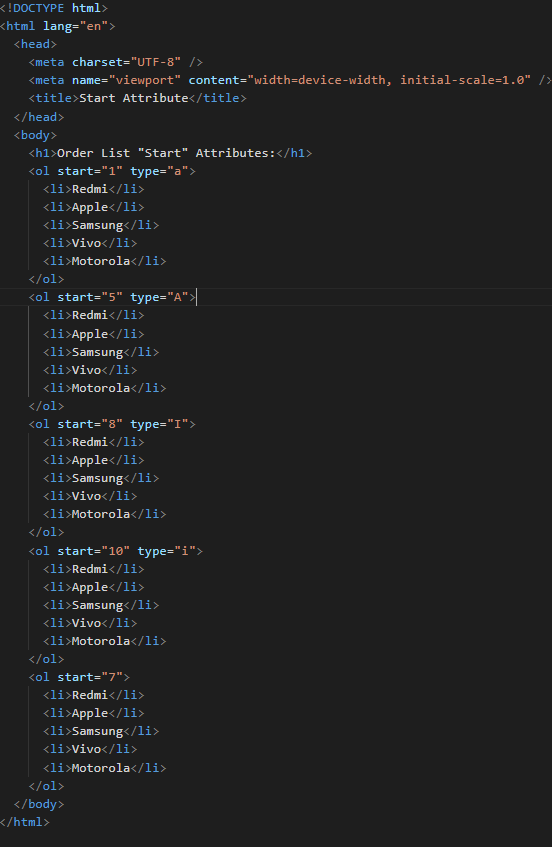 <!DOCTYPE html>
<html lang="en">
  <head>
    <meta charset="UTF-8" />
    <meta name="viewport" content="width=device-width, initial-scale=1.0" />
    <title>Start Attribute</title>
  </head>
  <body>
    <h1>Order List "Start" Attributes:</h1>
    <ol start="1" type="a">
      <li>Redmi</li>
      <li>Apple</li>
      <li>Samsung</li>
      <li>Vivo</li>
      <li>Motorola</li>
    </ol>
    <ol start="5" type="A">
      <li>Redmi</li>
      <li>Apple</li>
      <li>Samsung</li>
      <li>Vivo</li>
      <li>Motorola</li>
    </ol>
    <ol start="8" type="I">
      <li>Redmi</li>
      <li>Apple</li>
      <li>Samsung</li>
      <li>Vivo</li>
      <li>Motorola</li>
    </ol>
    <ol start="10" type="i">
      <li>Redmi</li>
      <li>Apple</li>
      <li>Samsung</li>
      <li>Vivo</li>
      <li>Motorola</li>
    </ol>
    <ol start="7">
      <li>Redmi</li>
      <li>Apple</li>
      <li>Samsung</li>
      <li>Vivo</li>
      <li>Motorola</li>
    </ol>
  </body>
</html>